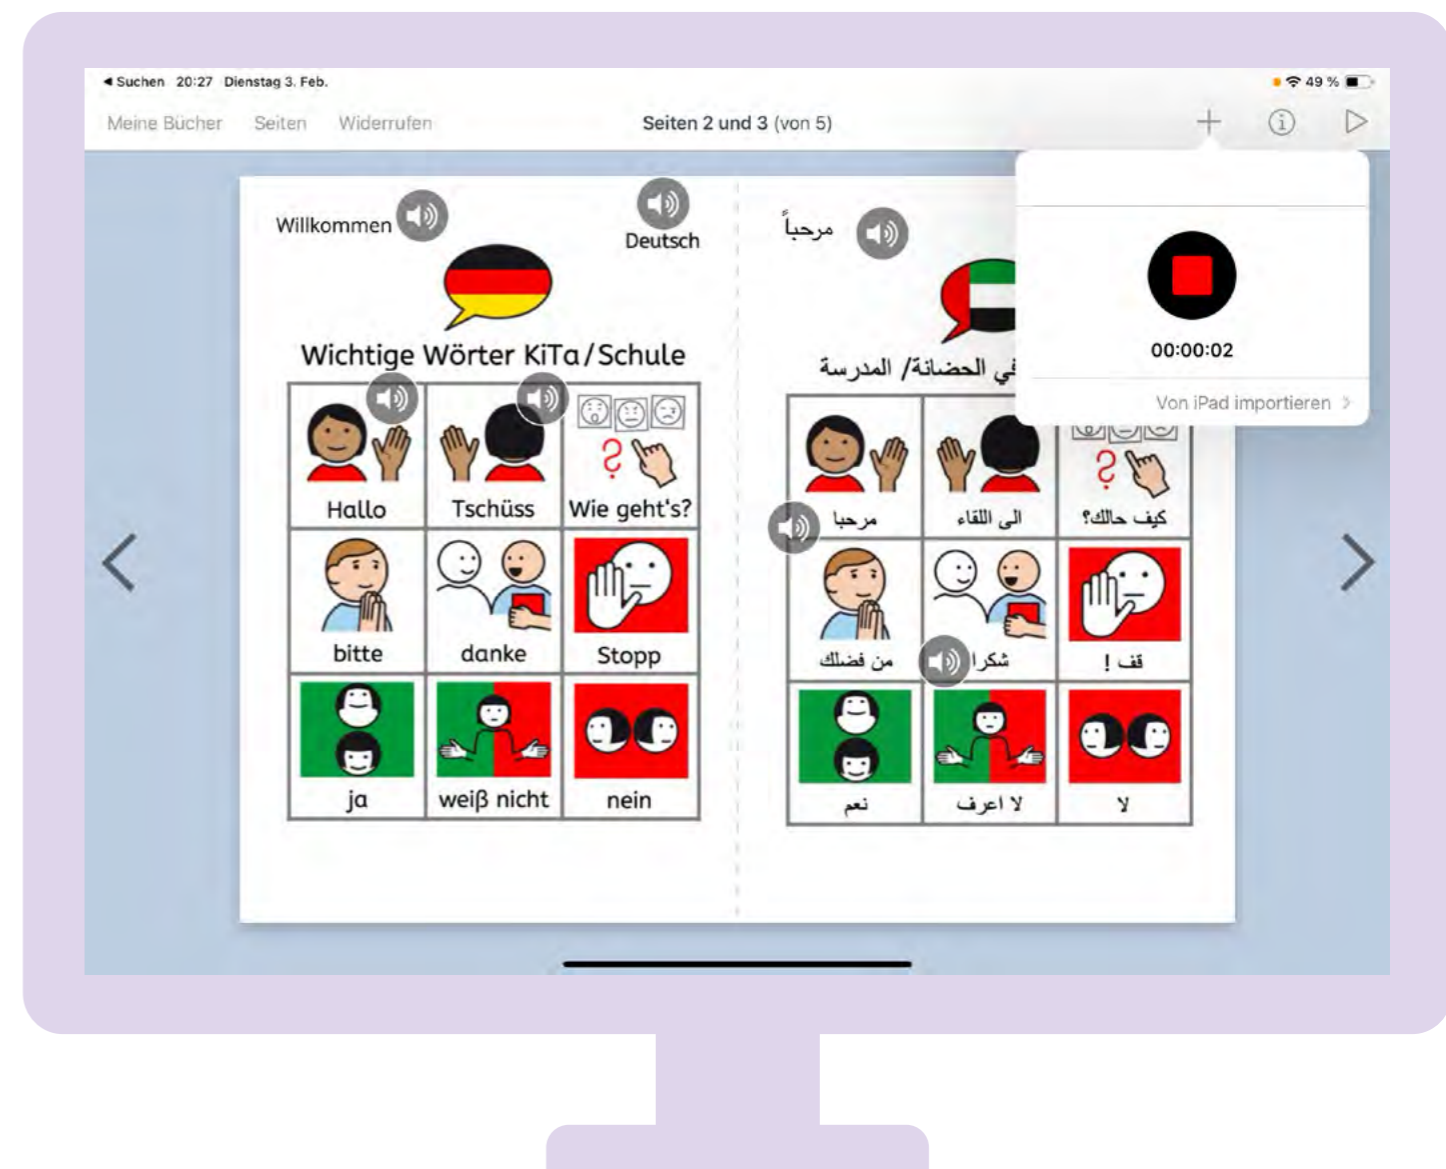 Suchen 20:27 Dienstag 3. Feb.
49 %
Meine Bücher Seiten Widerrufen
Seiten 2 und 3 (von 5)
Willkommen
Deutsch
Wichtige Wörter KiTa/Schule
Hallo Tschüss Wie geht's?
bitte danke Stopp
ja weiß nicht nein
مرحباً
في الحضانة/ المدرسة
مرحبا
الى اللقاء
كيف حالك؟
من فضلك
شكرا
قف !
نعم
لا اعرف
لا
00:00:02
Von iPad importieren